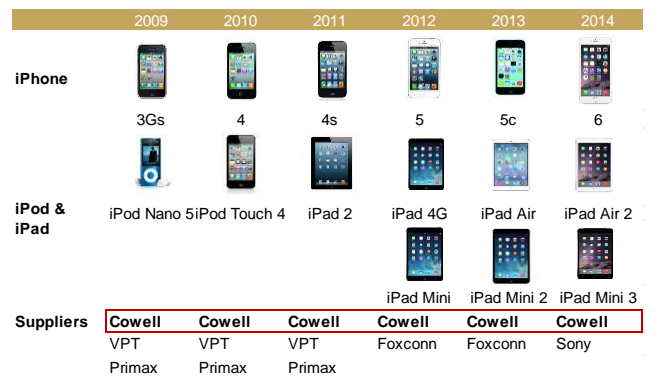 2009 2010 2011 2012 2013 2014
iPhone
3Gs 4 4s 5 5c 6
iPod &
iPad
iPod Nano 5 iPod Touch 4 iPad 2 iPad 4G iPad Air iPad Air 2
iPad Mini iPad Mini 2 iPad Mini 3
Suppliers Cowell Cowell Cowell Cowell Cowell Cowell
VPT VPT VPT Foxconn Foxconn Sony
Primax Primax Primax